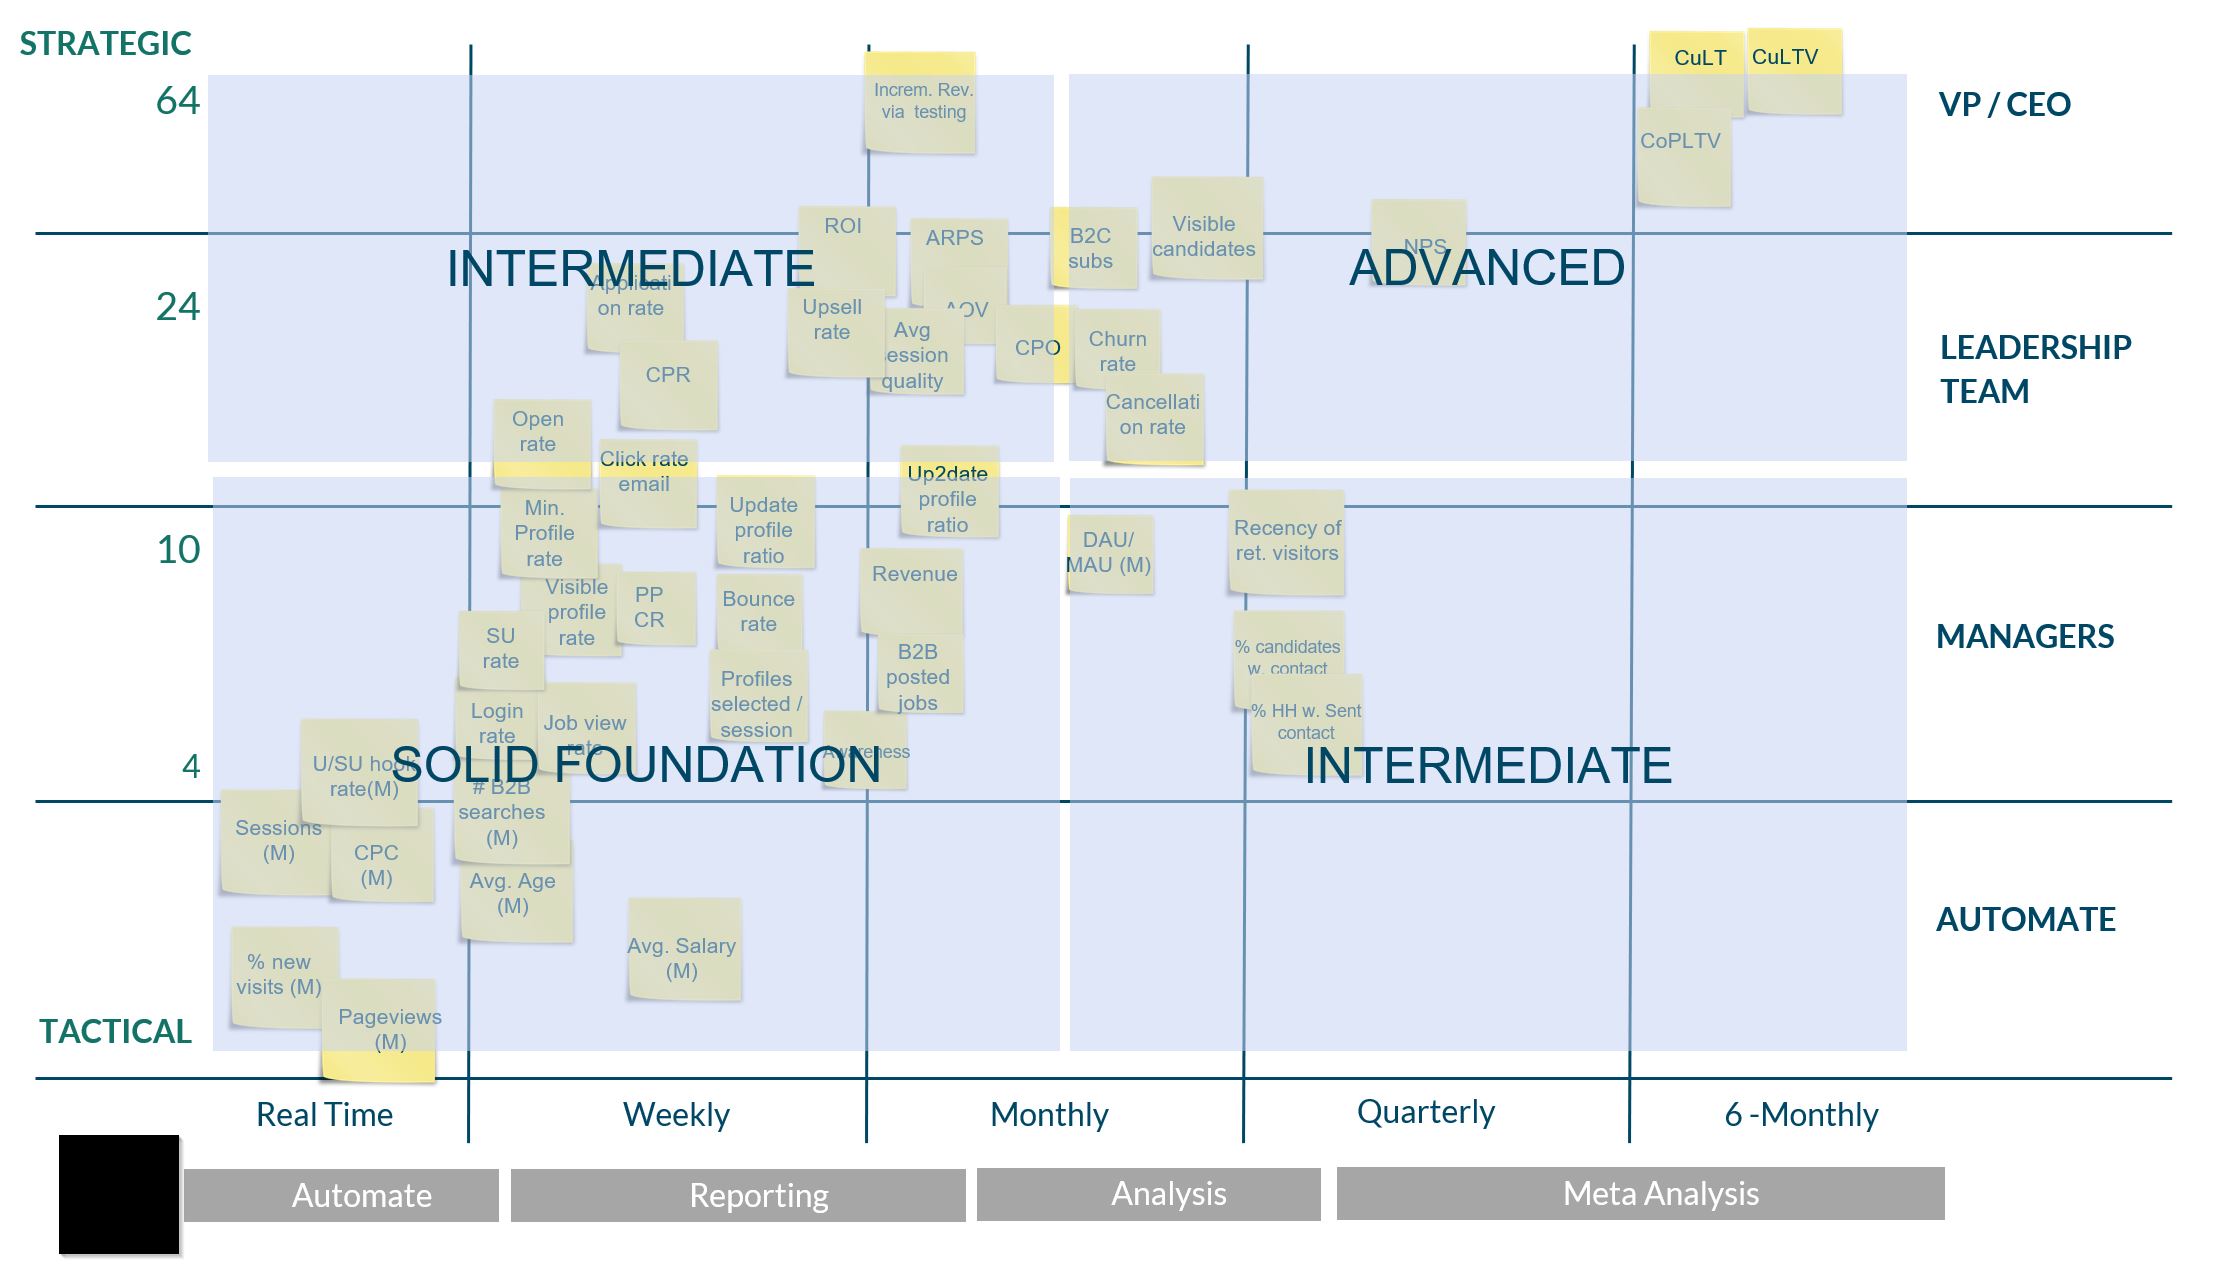 STRATEGIC
64
24
10
4
TACTICAL
CuLT
CuLTV
CoPLTV
Increm. Rev.
via testing
VP / CEO
ROI
ARPS
B2C
subs
Visible
candidates
NPS
INTERMEDIATE
ADVANCED
Applicati
on rate
Upsell
rate
AOV
Avg
session
quality
CPO
Churn
rate
CPR
Cancellati
on rate
LEADERSHIP
TEAM
Open
rate
Click rate
email
Up2date
profile
ratio
Min.
Profile
rate
Update
profile
ratio
DAU/
MAU (M)
Recency of
ret. visitors
Visible
profile
rate
PP
CR
Bounce
rate
Revenue
SU
rate
B2B
posted
jobs
% candidates
w. contact
MANAGERS
Login
rate
Job view
rate
Profiles
selected /
session
% HH w. Sent
contact
Awareness
U/SU hook
rate(M)
SOLID FOUNDATION
INTERMEDIATE
# B2B
searches
(M)
Sessions
(M)
CPC
(M)
Avg. Age
(M)
Avg. Salary
(M)
AUTOMATE
% new
visits (M)
Pageviews
(M)
Real Time
Weekly
Monthly
Quarterly
6 -Monthly
Automate
Reporting
Analysis
Meta Analysis